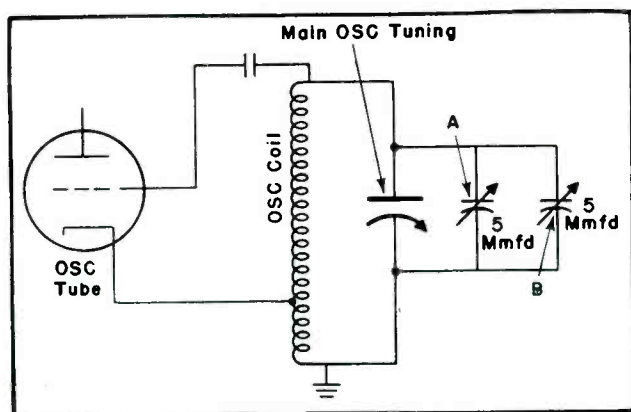 Main OSC Tuning
A
OSC Coil
5
Mmfd
5
Mmfd
B
OSC
Tube